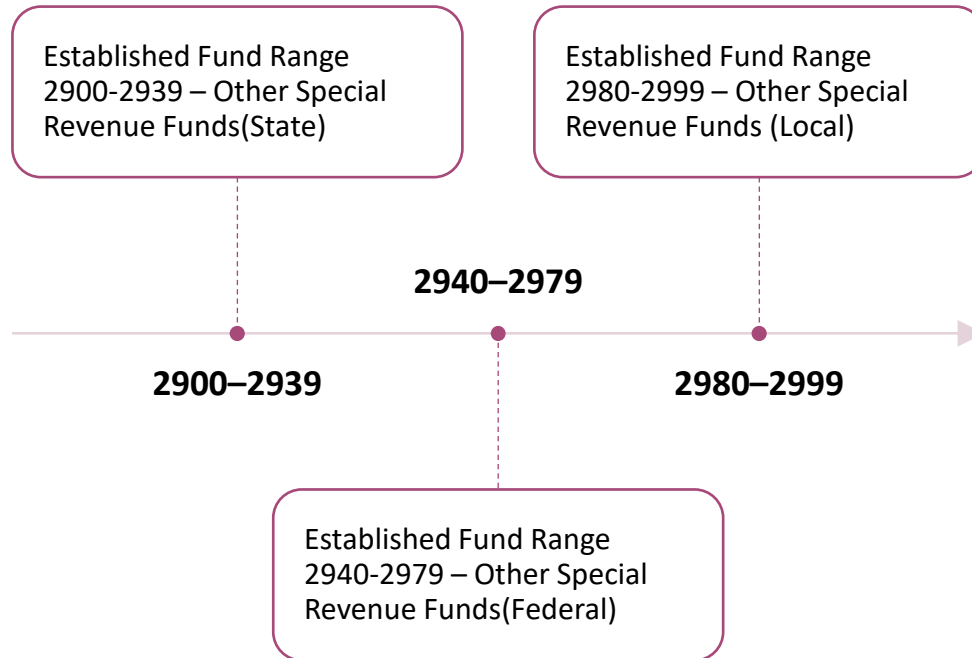 Established Fund Range
2900-2939 – Other Special
Revenue Funds(State)
Established Fund Range
2980-2999 – Other Special
Revenue Funds (Local)
2940–2979
2900–2939
2980–2999
Established Fund Range
2940-2979 – Other Special
Revenue Funds(Federal)